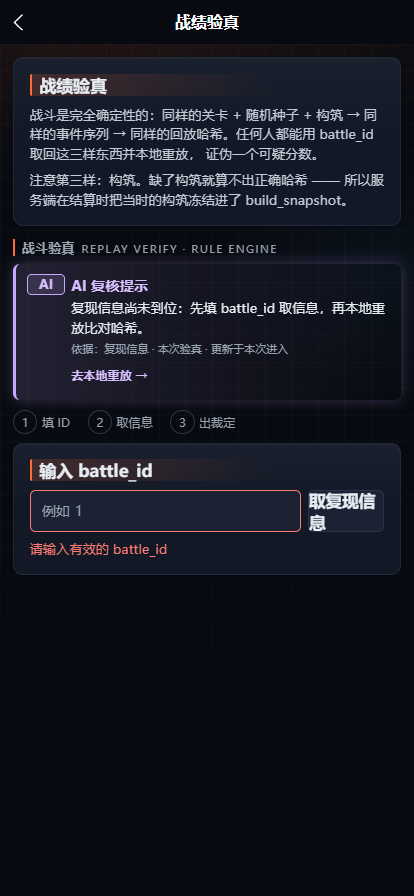 战绩验真
战绩验真
战斗是完全确定性的：同样的关卡 + 随机种子 + 构筑 → 同
样的事件序列 → 同样的回放哈希。任何人都能用 battle_id
取回这三样东西并本地重放， 证伪一个可疑分数。
注意第三样：构筑。缺了构筑就算不出正确哈希 —— 所以服
务端在结算时把当时的构筑冻结进了 build_snapshot。
战斗验真 REPLAY VERIFY · RULE ENGINE
AI AI 复核提示
复现信息尚未到位：先填 battle_id 取信息，再本地重
放比对哈希。
依据：复现信息 · 本次验真 · 更新于本次进入
去本地重放 →
1 填 ID 2 取信息 3 出裁定
输入 battle_id
例如 1
取复现信
息
请输入有效的 battle_id